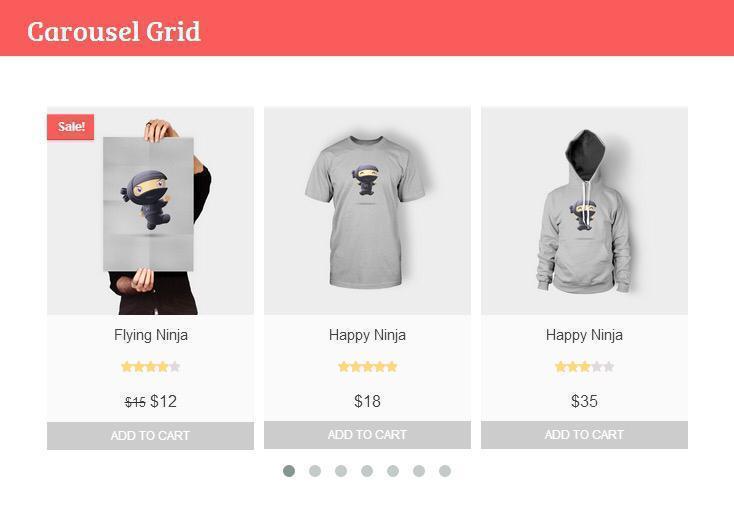 Carousel Grid
Sale!
Flying Ninja
$15 $12
ADD TO CART
Happy Ninja
$18
ADD TO CART
Happy Ninja
$35
ADD TO CART